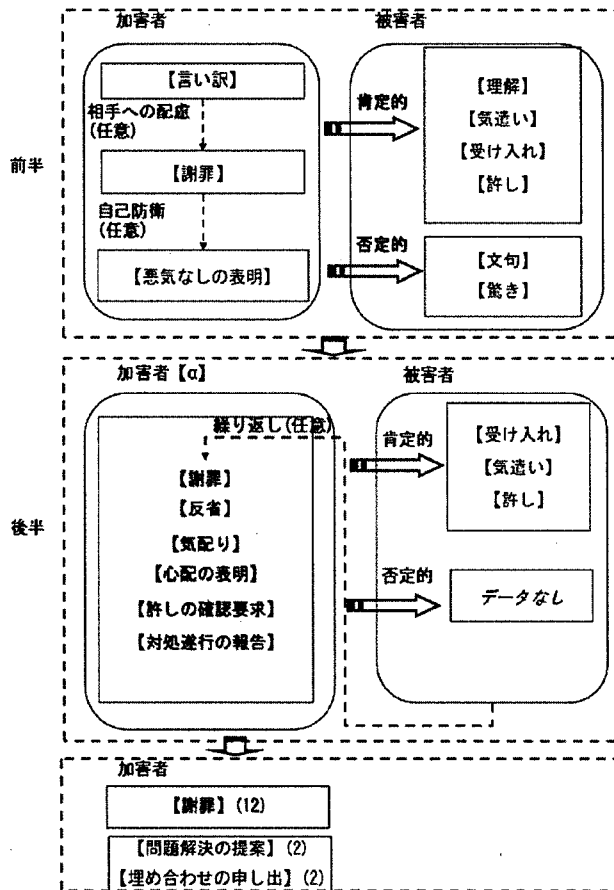 加害者
被害者
【言い訳】
相手への配慮
(任意)
【謝罪】
自己防衛
(任意)
【悪気なしの表明】
前半
肯定的
【理解】
【気遣い】
【受け入れ】
【許し】
否定的
【文句】
【驚き】
加害者【α】
被害者
繰り返し(任意)
【謝罪】
【反省】
【気配り】
【心配の表明】
【許しの確認要求】
【対処遂行の報告】
後半
肯定的
【受け入れ】
【気遣い】
【許し】
否定的
データなし
加害者
【謝罪】(12)
【問題解決の提案】(2)
【埋め合わせの申し出】(2)